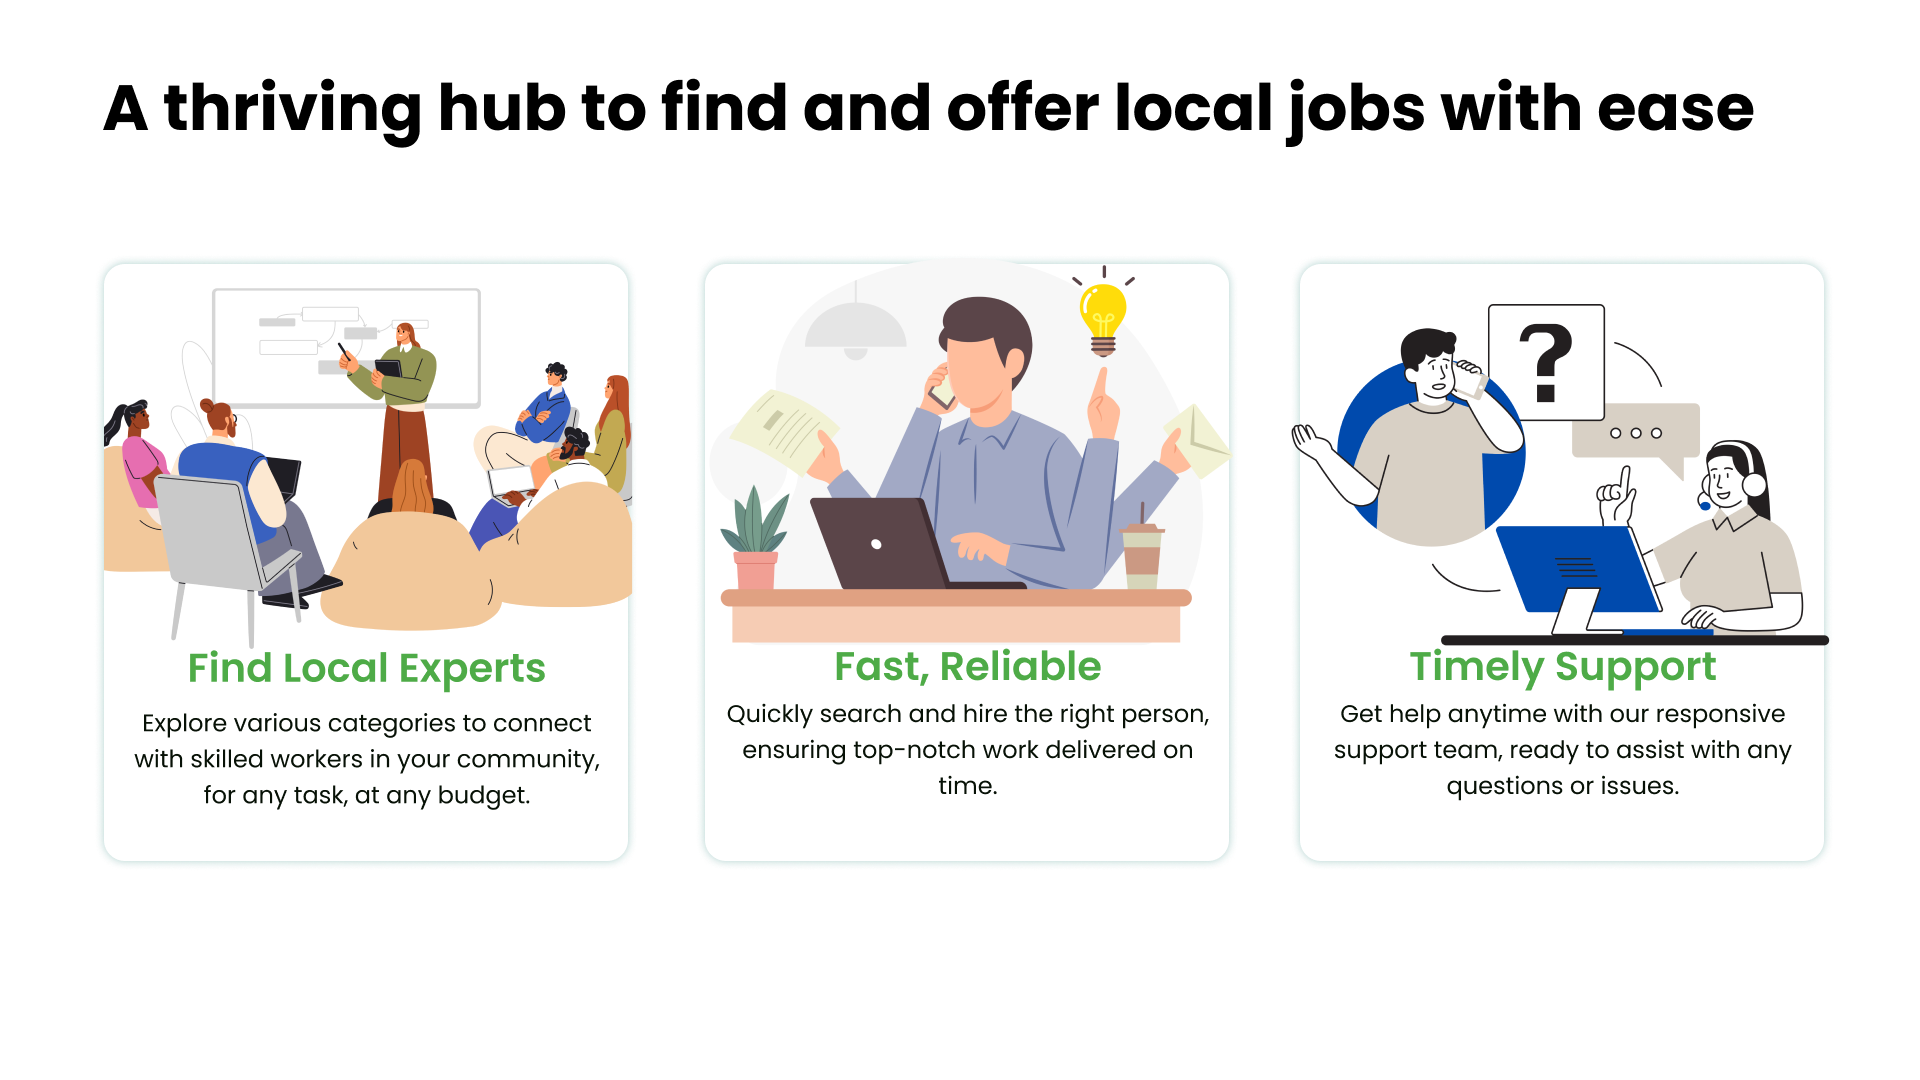 A thriving hub to find and offer local jobs with ease
?
Find Local Experts
Explore various categories to connect
with skilled workers in your community,
for any task, at any budget.
Fast, Reliable
Quickly search and hire the right person,
ensuring top-notch work delivered on
time.
Timely Support
Get help anytime with our responsive
support team, ready to assist with any
questions or issues.